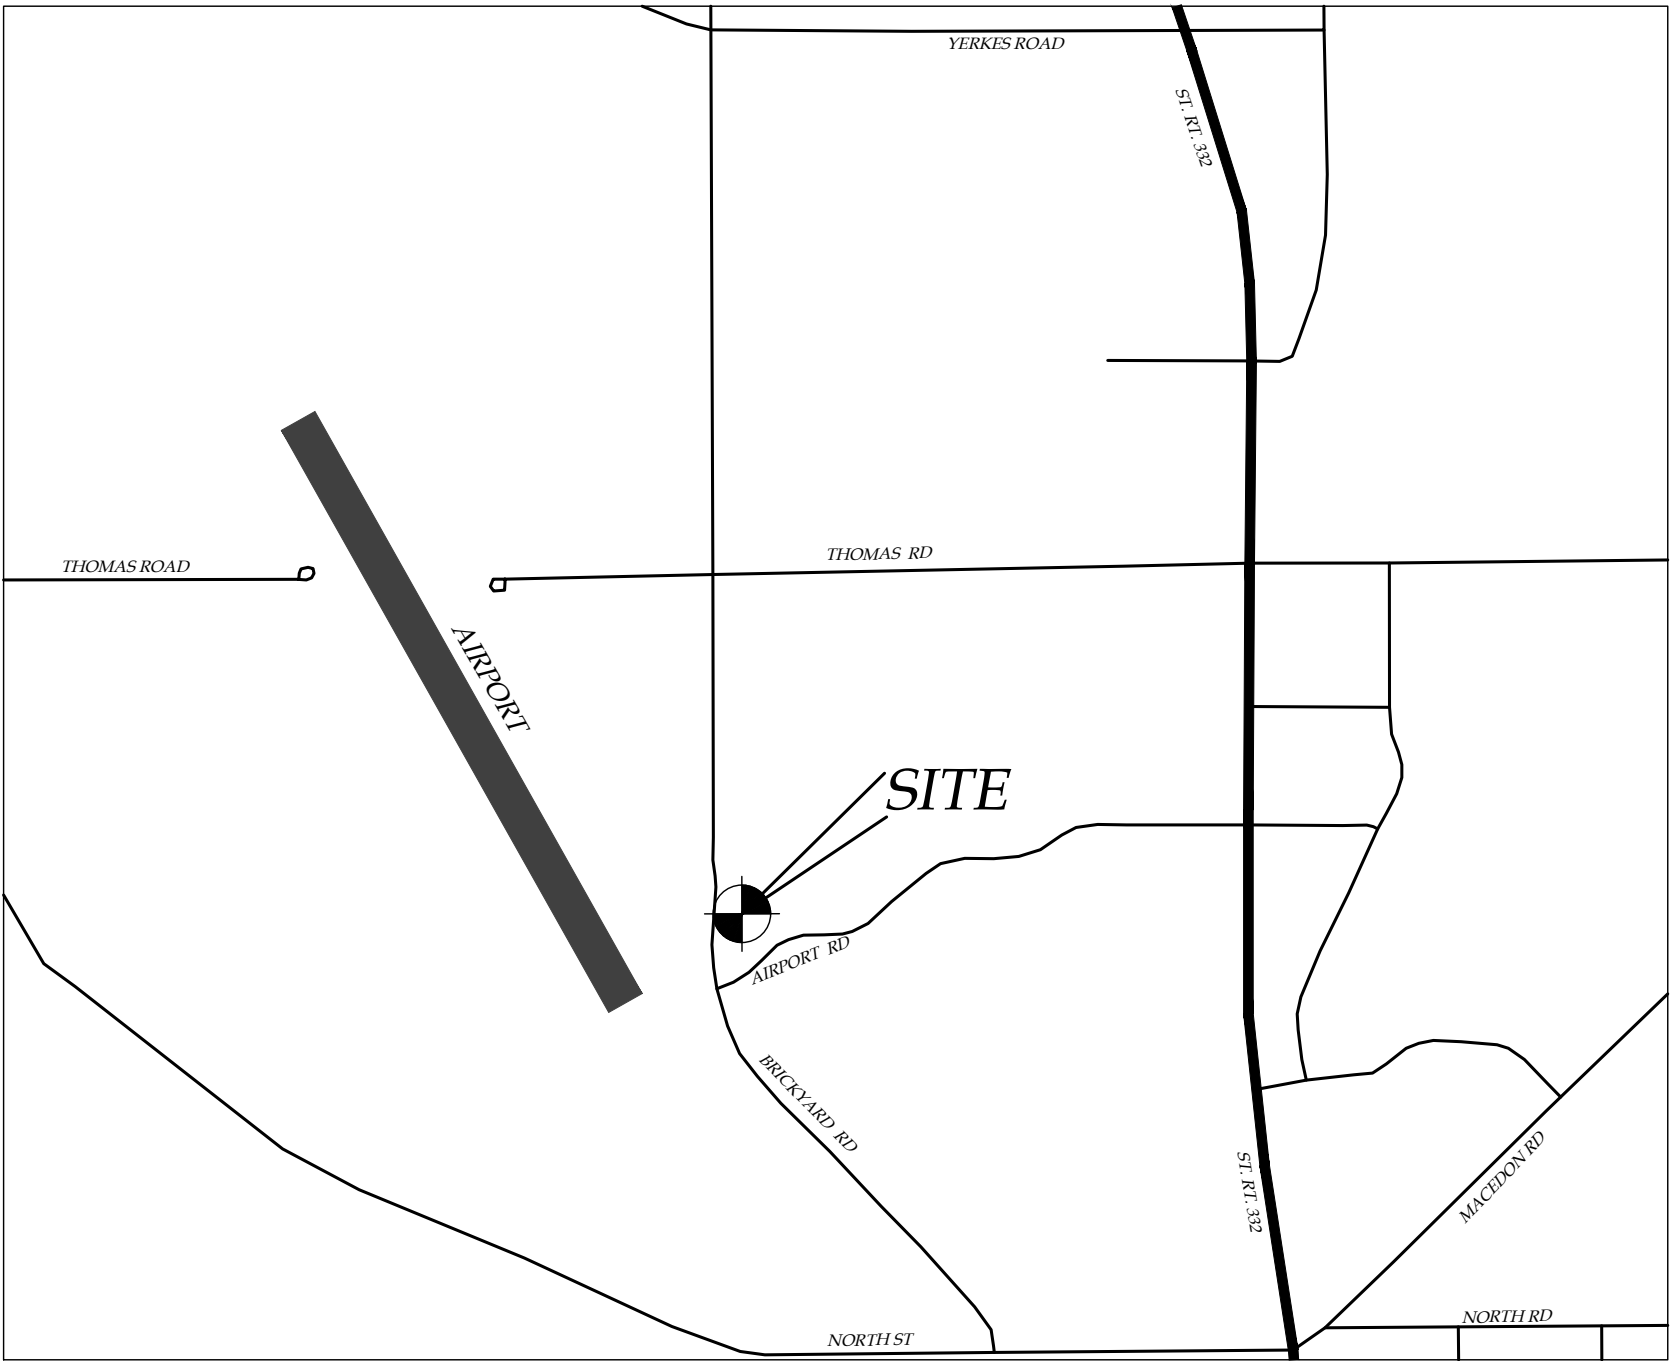 YERKES ROAD
ST. RT. 332
THOMAS RD
THOMAS ROAD
AIRPORT
SITE
AIRPORT RD
BRICKYARD RD
MACEDON RD
ST. RT. 332
NORTH RD
NORTH ST